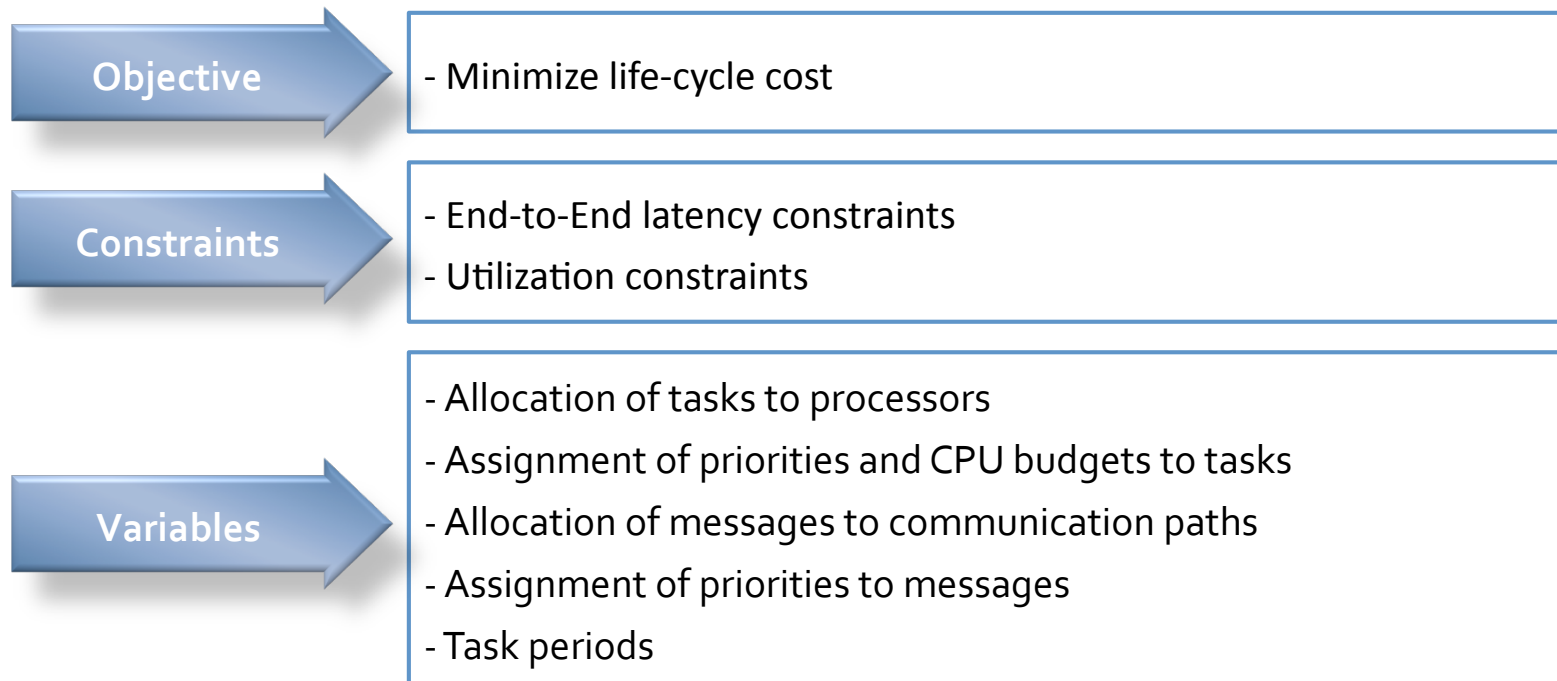 Objective
- Minimize life-cycle cost
Constraints
- End-to-End latency constraints
- Utilization constraints
Variables
- Allocation of tasks to processors
- Assignment of priorities and CPU budgets to tasks
- Allocation of messages to communication paths
- Assignment of priorities to messages
- Task periods